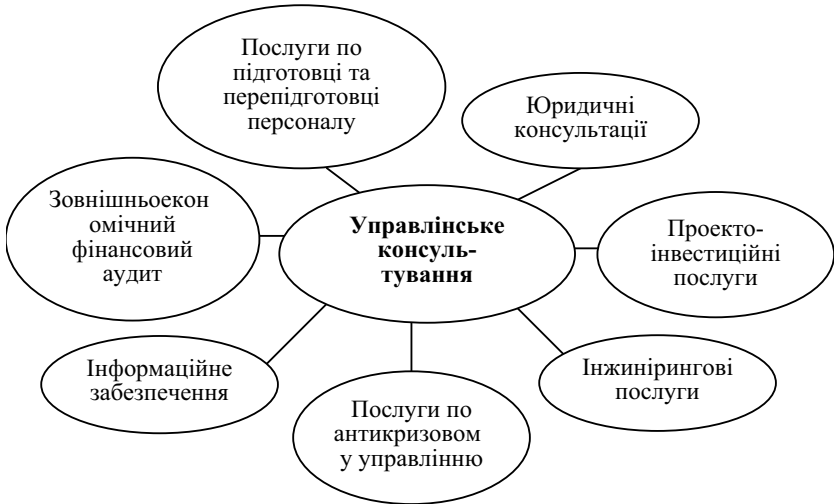 Послуги по
підготовці та
перепідготовці
персоналу
Юридичні
консультації
Зовнішньоекон
омічний
фінансовий
аудит
Управлінське
консуль-
тування
Проекто-
інвестиційні
послуги
Інформаційне
забезпечення
Послуги по
антикризовом
у управлінню
Інжинірингові
послуги